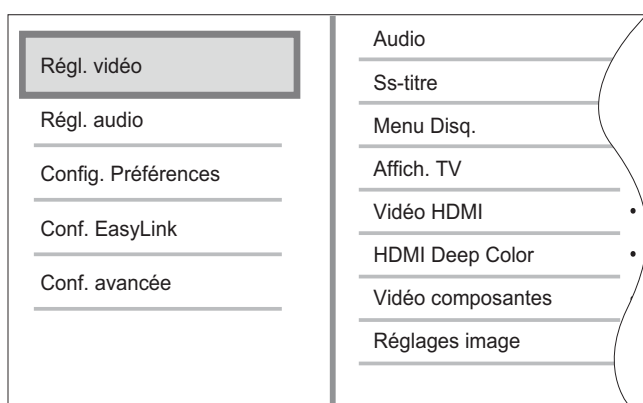 Régl. vidéo
Régl. audio
Config. Préférences
Conf. EasyLink
Conf. avancée
Audio
Ss-titre
Menu Disq.
Affich. TV
Vidéo HDMI
HDMI Deep Color
Vidéo composantes
Réglages image